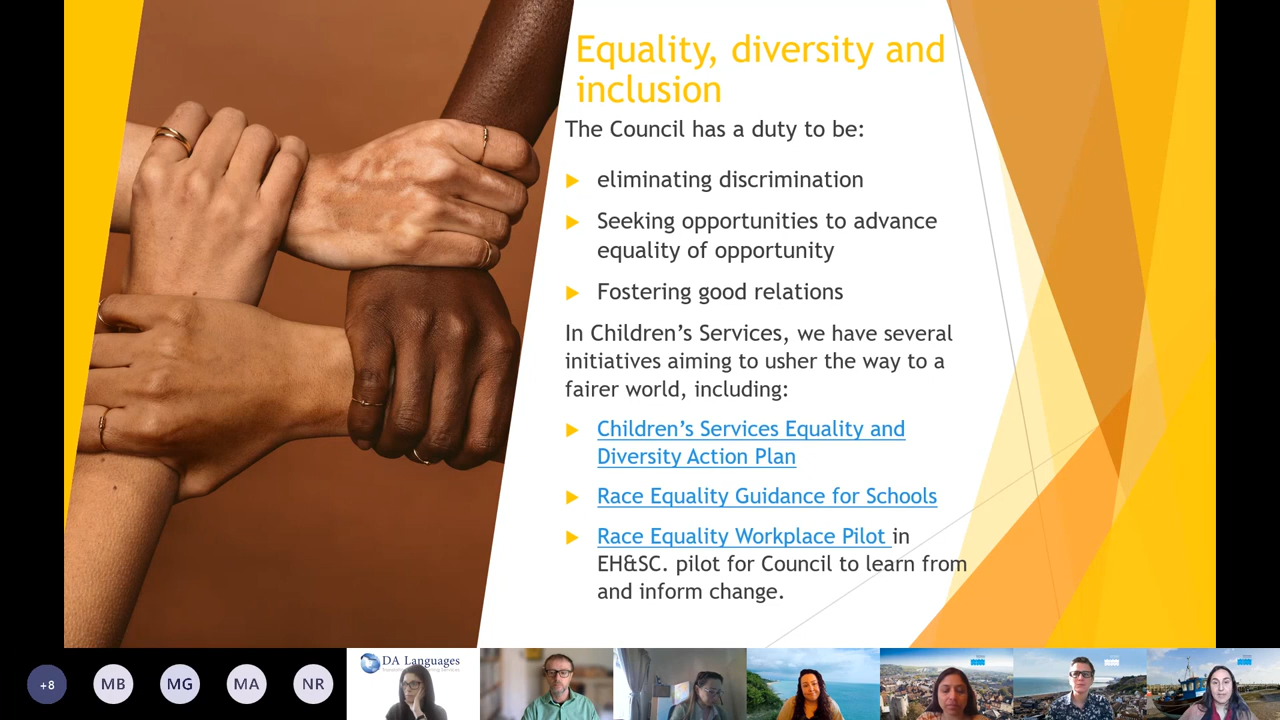 Equality, diversity and
inclusion
The Council has a duty to be:
eliminating discrimination
Seeking opportunities to advance
equality of opportunity
Fostering good relations
In Children’s Services, we have several
initiatives aiming to usher the way to a
fairer world, including:
Children’s Services Equality and
Diversity Action Plan
Race Equality Guidance for Schools
Race Equality Workplace Pilot in
EH&SC. pilot for Council to learn from
and inform change.
+8
MB
MG
MA
NR
DA Languages